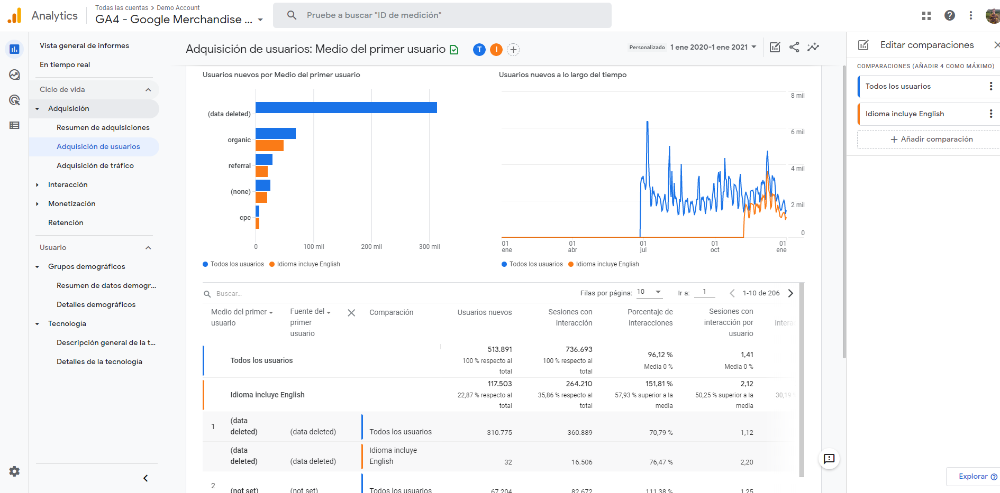 Analytics
Todas las cuentas > Demo Account
GA4 - Google Merchandise ...
Pruebe a buscar "ID de medición"
Vista general de informes
En tiempo real
Ciclo de vida
Adquisición
Resumen de adquisiciones
Adquisición de usuarios
Adquisición de tráfico
Interacción
Monetización
Retención
Usuario
Grupos demográficos
Resumen de datos demogr...
Detalles demográficos
Tecnología
Descripción general de la t...
Detalles de la tecnología
Adquisición de usuarios: Medio del primer usuario
T
I
Personalizado 1 ene 2020-1 ene 2021
Usuarios nuevos por Medio del primer usuario
(data deleted)
organic
referral
(none)
cpc
0 100 mil 200 mil 300 mil
Todos los usuarios Idioma incluye English
Usuarios nuevos a lo largo del tiempo
8 mil
6 mil
4 mil
2 mil
0
01 01 01 01 01
ene abr jul oct ene
Todos los usuarios Idioma incluye English
Buscar...
Filas por página: 10 Ir a: 1 1-10 de 206
Medio del primer usuario
Fuente del primer usuario
Comparación
Usuarios nuevos
Sesiones con interacción
Porcentaje de interacciones
Sesiones con interacción por usuario
Todos los usuarios
513.891 736.693 96,12 % 1,41
100 % respecto al total 100 % respecto al total Media 0 % Media 0 %
Idioma incluye English
117.503 264.210 151,81 % 2,12
22,87 % respecto al total 35,86 % respecto al total 57,93 % superior a la media 50,25 % superior a la media 30,19
1 (data deleted) (data deleted) Todos los usuarios 310.775 360.889 70,79 % 1,12
(data deleted) (data deleted) Idioma incluye English 32 16.506 76,47 % 2,20
2 (not set) (not set) Todos los usuarios 67.204 82.672 111,38 % 1,25
Editar comparaciones
COMPARACIONES (AÑADIR 4 COMO MÁXIMO)
Todos los usuarios
Idioma incluye English
+ Añadir comparación
Explorar